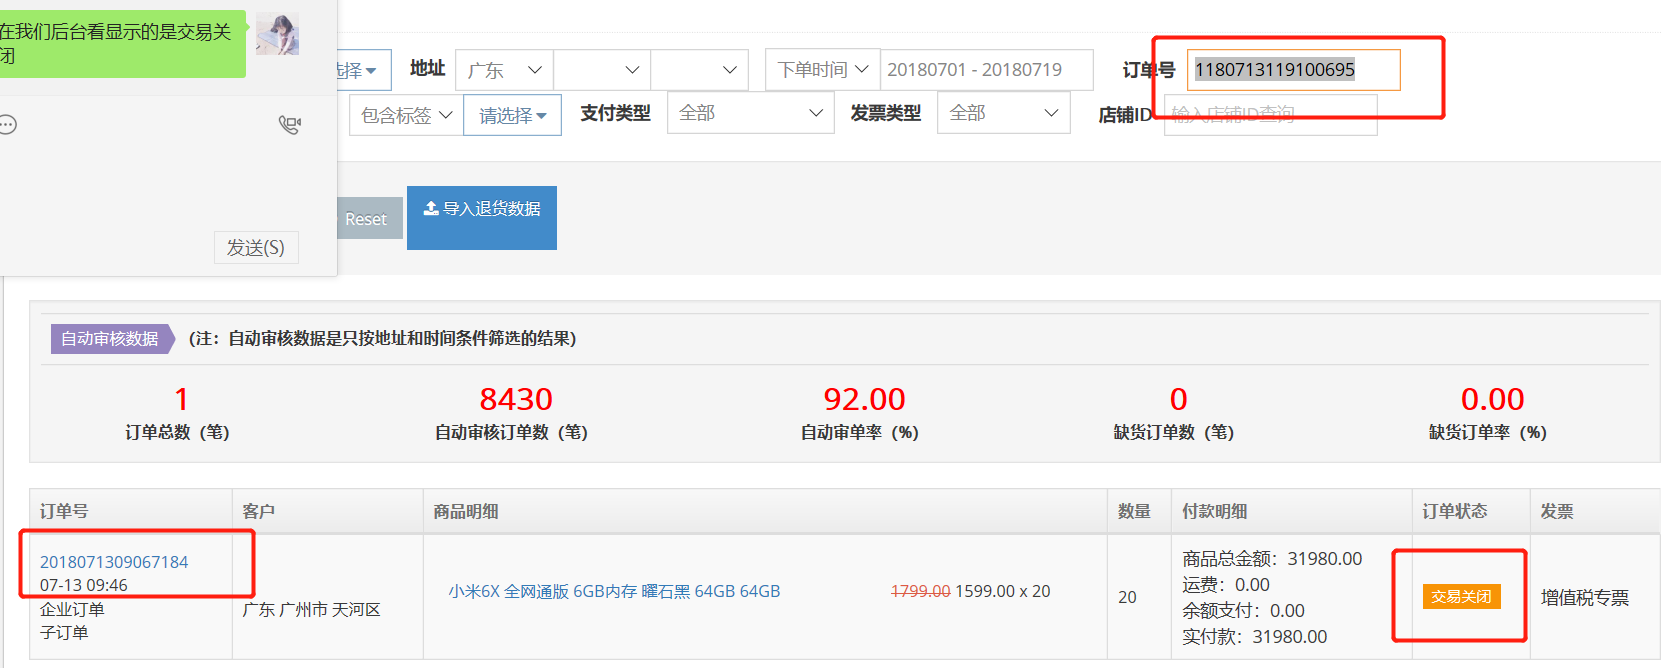 在我们后台看显示的是交易关
闭
发送(S)
选择
地址
广东
下单时间
20180701 - 20180719
订单号
1180713119100695
包含标签
请选择
支付类型
全部
发票类型
全部
店铺ID
输入店铺ID查询
Reset
导入退货数据
自动审核数据
(注：自动审核数据是只按地址和时间条件筛选的结果)
1
8430
92.00
0
0.00
订单总数（笔）
自动审核订单数（笔）
自动审单率（%）
缺货订单数（笔）
缺货订单率（%）
订单号
客户
商品明细
数量
付款明细
订单状态
发票
2018071309067184
07-13 09:46
企业订单
子订单
广东 广州市 天河区
小米6X 全网通版 6GB内存 曜石黑 64GB 64GB
1799.00 1599.00 x 20
20
商品总金额：31980.00
运费：0.00
余额支付：0.00
实付款：31980.00
交易关闭
增值税专票